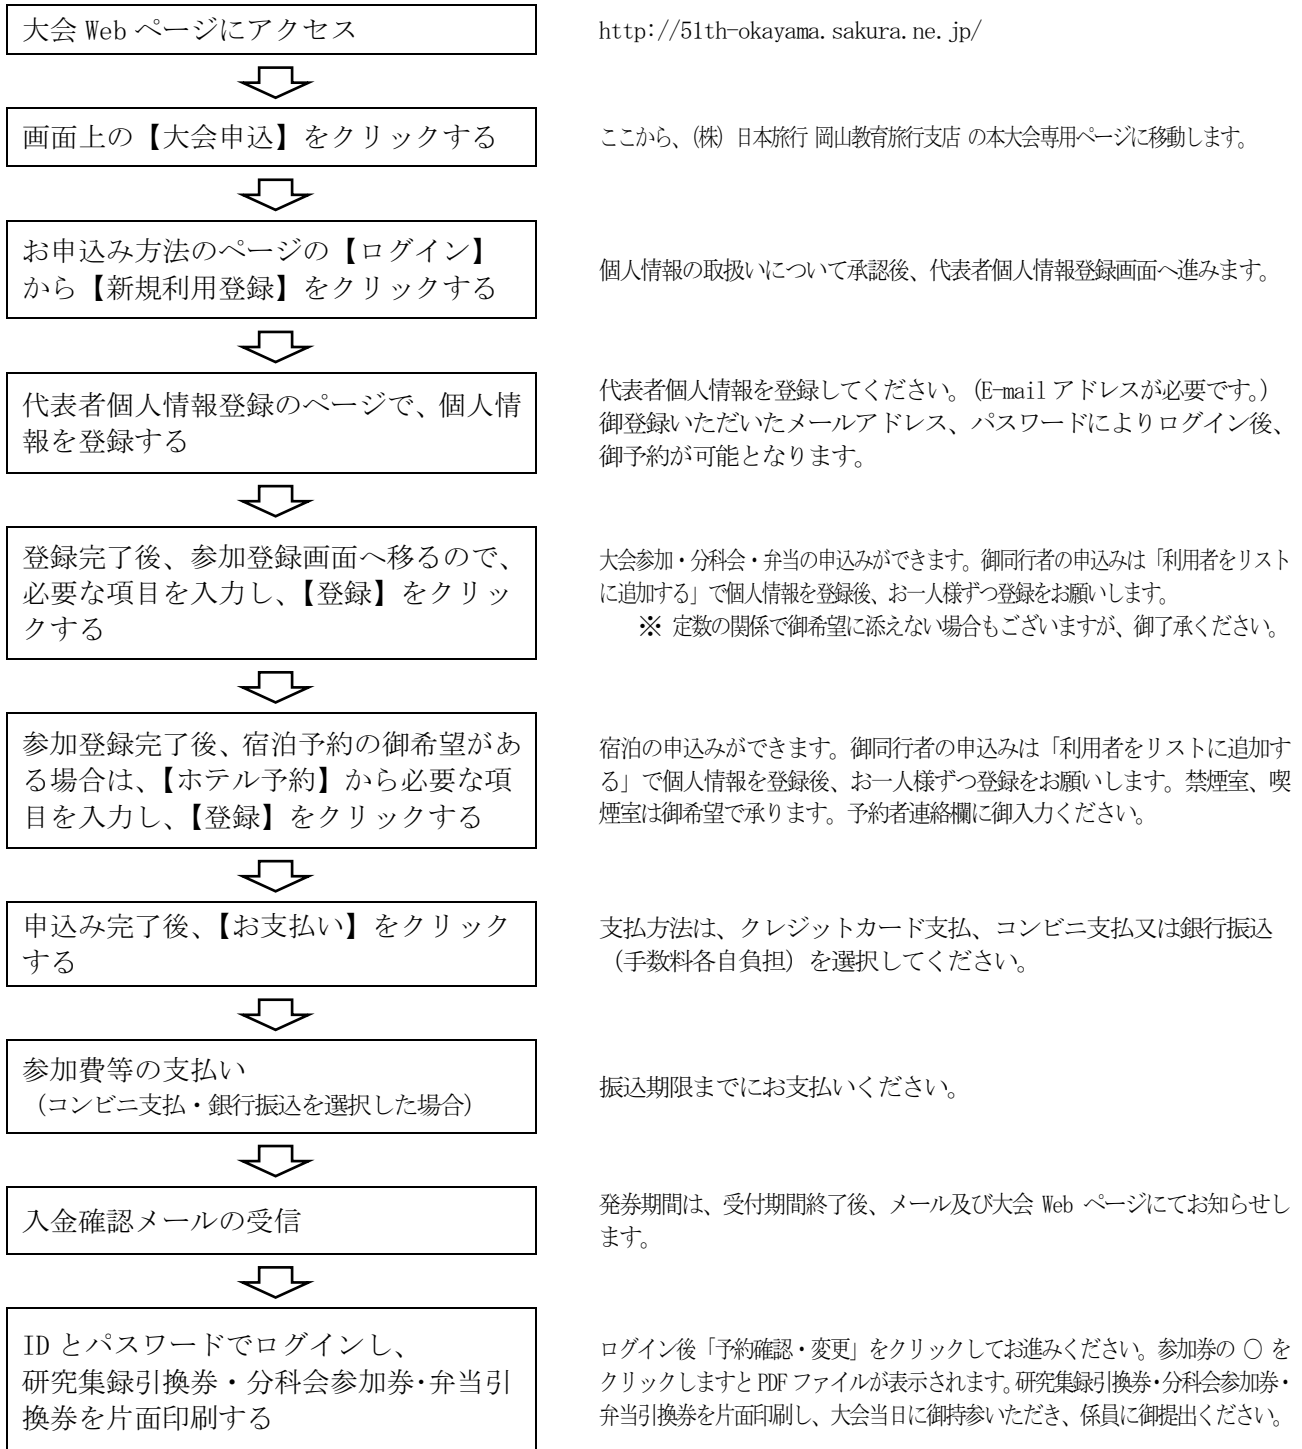 大会 Web ページにアクセス
http://51th-okayama.sakura.ne.jp/
画面上の【大会申込】をクリックする
ここから、(株) 日本旅行 岡山教育旅行支店 の本大会専用ページに移動します。
お申込み方法のページの【ログイン】
から【新規利用登録】をクリックする
個人情報の取扱いについて承認後、代表者個人情報登録画面へ進みます。
代表者個人情報登録のページで、個人情
報を登録する
代表者個人情報を登録してください。(E-mail アドレスが必要です。)
御登録いただいたメールアドレス、パスワードによりログイン後、
御予約が可能となります。
登録完了後、参加登録画面へ移るので、
必要な項目を入力し、【登録】をクリッ
クする
大会参加・分科会・弁当の申込みができます。御同行者の申込みは「利用者をリスト
に追加する」で個人情報を登録後、お一人様ずつ登録をお願いします。
※ 定数の関係で御希望に添えない場合もございますが、御了承ください。
参加登録完了後、宿泊予約の御希望があ
る場合は、【ホテル予約】から必要な項
目を入力し、【登録】をクリックする
宿泊の申込みができます。御同行者の申込みは「利用者をリストに追加す
る」で個人情報を登録後、お一人様ずつ登録をお願いします。禁煙室、喫
煙室は御希望で承ります。予約者連絡欄に御入力ください。
申込み完了後、【お支払い】をクリック
する
支払方法は、クレジットカード支払、コンビニ支払又は銀行振込
(手数料各自負担) を選択してください。
参加費等の支払い
(コンビニ支払・銀行振込を選択した場合)
振込期限までにお支払いください。
入金確認メールの受信
発券期間は、受付期間終了後、メール及び大会 Web ページにてお知らせし
ます。
ID とパスワードでログインし、
研究集録引換券・分科会参加券・弁当引
換券を片面印刷する
ログイン後「予約確認・変更」をクリックしてお進みください。参加券の ○ を
クリックしますと PDF ファイルが表示されます。研究集録引換券・分科会参加券・
弁当引換券を片面印刷し、大会当日に御持参いただき、係員に御提出ください。